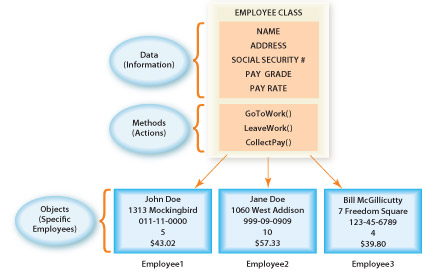 EMPLOYEE CLASS
Data
(Information)
NAME
ADDRESS
SOCIAL SECURITY #
PAY GRADE
PAY RATE
Methods
(Actions)
GoToWork()
LeaveWork()
CollectPay()
Objects
(Specific
Employees)
John Doe
1313 Mockingbird
011-11-0000
5
$43.02
Employee1
Jane Doe
1060 West Addison
999-09-0909
10
$57.33
Employee2
Bill McGillicutty
7 Freedom Square
123-45-6789
4
$39.80
Employee3